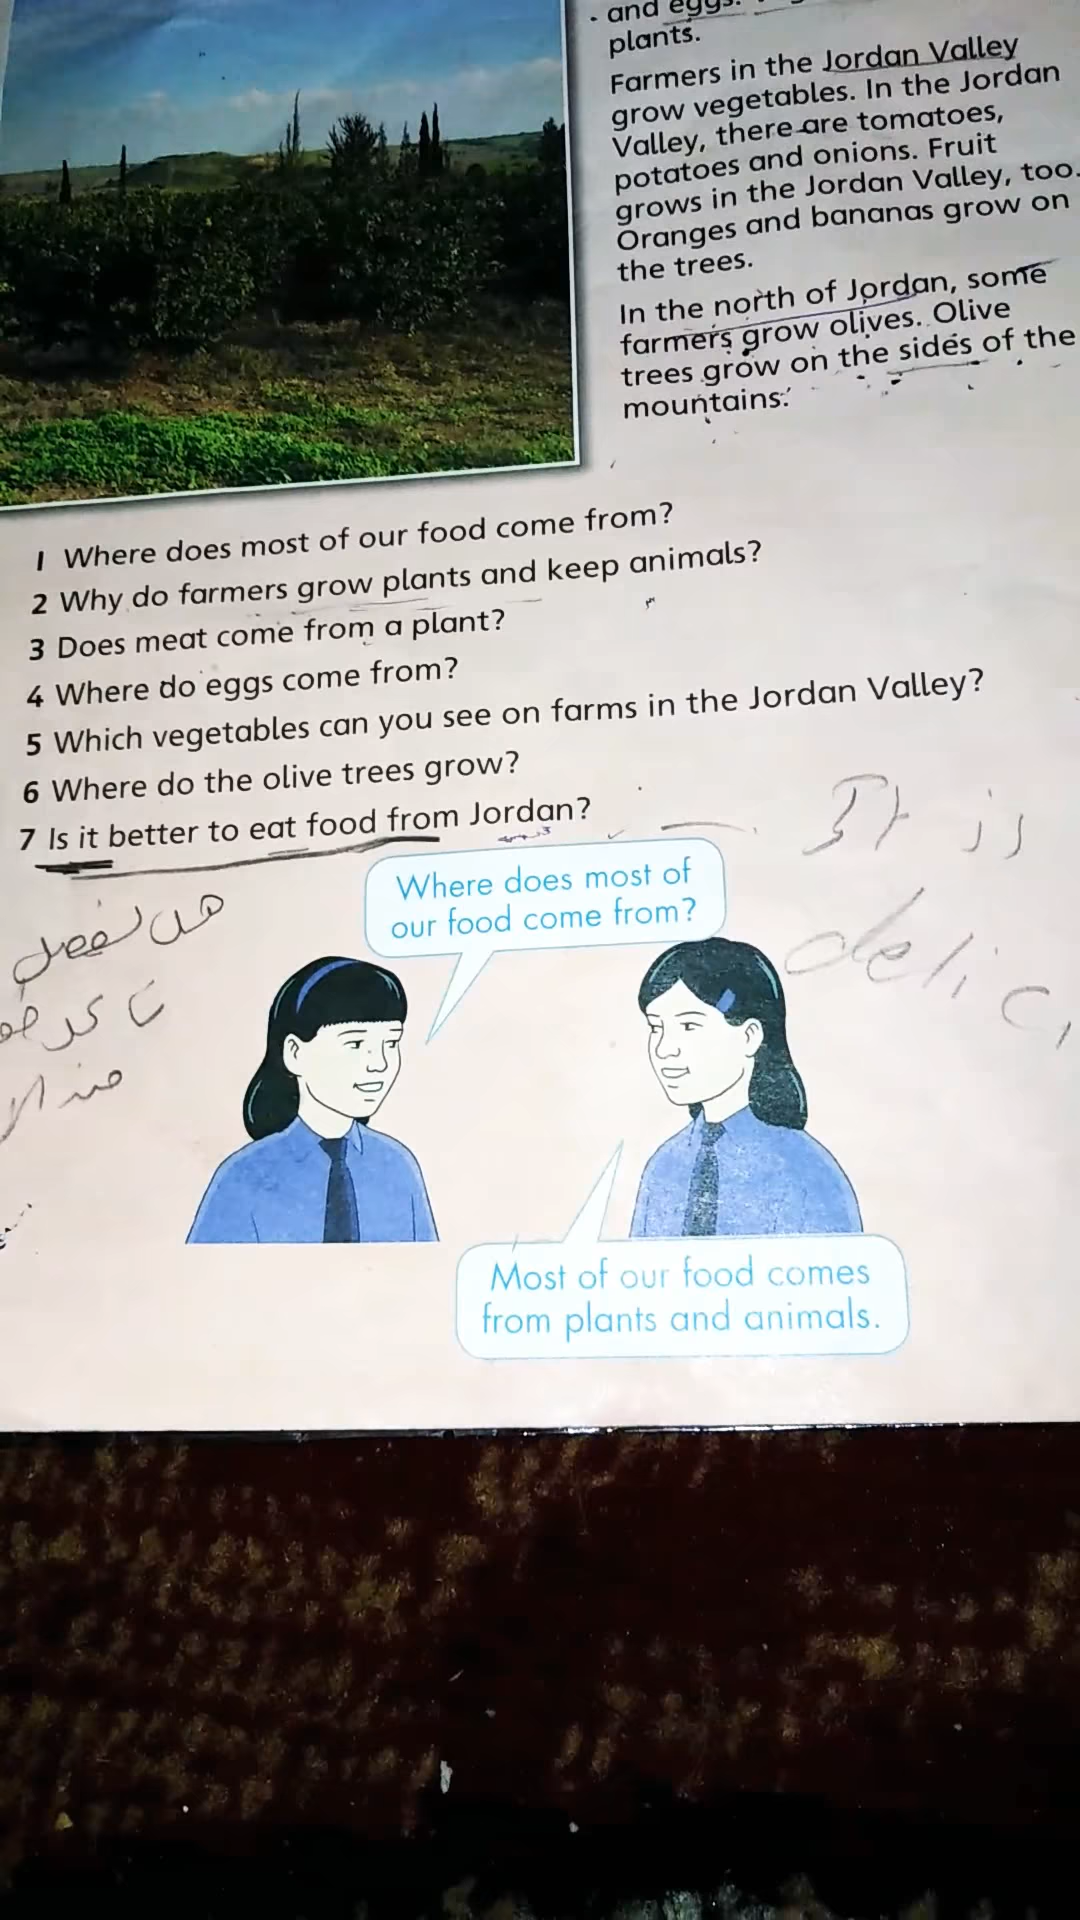 and eggs.
plants.
Farmers in the Jordan Valley
grow vegetables. In the Jordan
Valley, there are tomatoes,
potatoes and onions. Fruit
grows in the Jordan Valley, too.
Oranges and bananas grow on
the trees.
In the north of Jordan, some
farmers grow olives. Olive
trees grow on the sides of the
mountains.
1 Where does most of our food come from?
2 Why do farmers grow plants and keep animals?
3 Does meat come from a plant?
4 Where do eggs come from?
5 Which vegetables can you see on farms in the Jordan Valley?
6 Where do the olive trees grow?
7 Is it better to eat food from Jordan?
It is
delic
هل تفضل
Where does most of
our food come from?
Most of our food comes
from plants and animals.